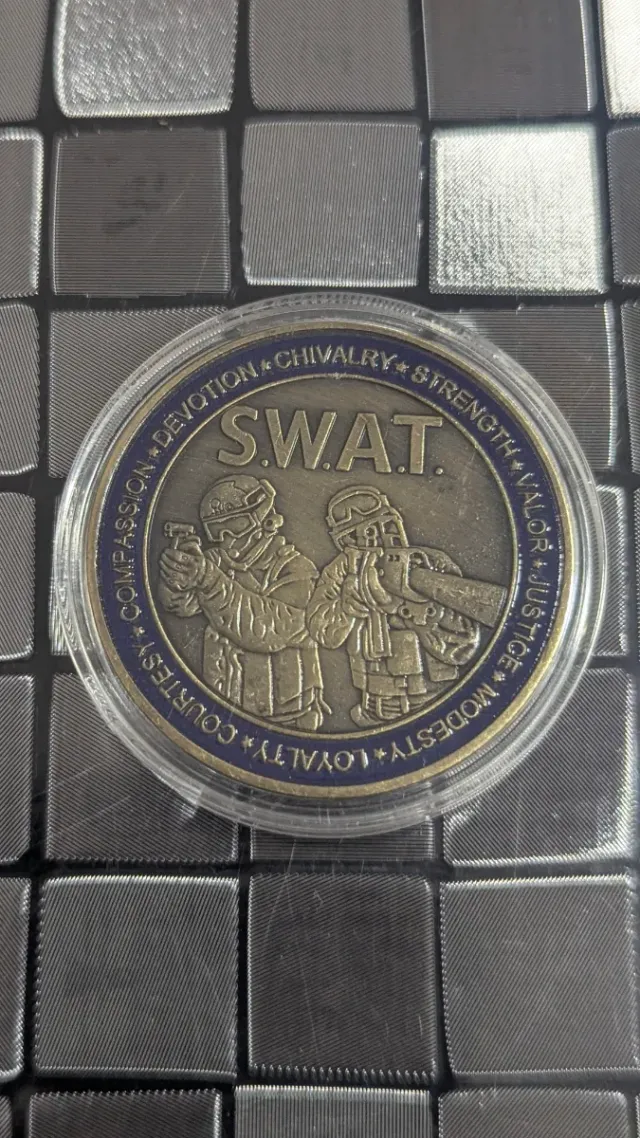 S.W.A.T.
DEVOTION ★ CHIVALRY ★ STRENGTH ★ VALOR ★ JUSTICE ★ MODESTY ★ LOYALTY ★ COURTESY ★ COMPASSION ★